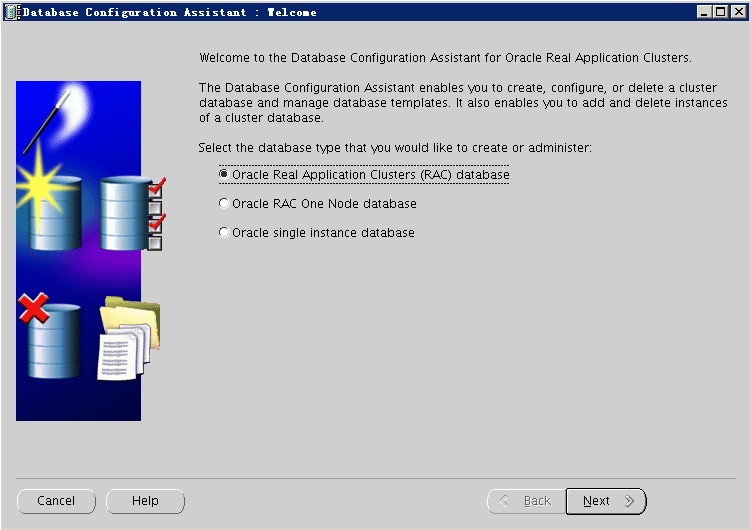 Database Configuration Assistant : Welcome
Welcome to the Database Configuration Assistant for Oracle Real Application Clusters.
The Database Configuration Assistant enables you to create, configure, or delete a cluster
database and manage database templates. It also enables you to add and delete instances
of a cluster database.
Select the database type that you would like to create or administer:
Oracle Real Application Clusters (RAC) database
Oracle RAC One Node database
Oracle single instance database
Cancel
Help
Back
Next